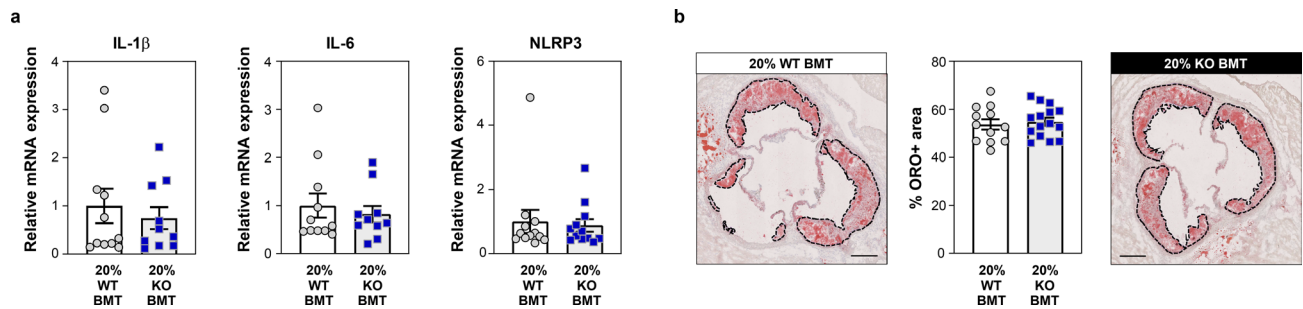 a
IL-1β
Relative mRNA expression
4
3
2
1
0
20%
WT
BMT
20%
KO
BMT
IL-6
Relative mRNA expression
4
3
2
1
0
20%
WT
BMT
20%
KO
BMT
NLRP3
Relative mRNA expression
6
4
2
0
20%
WT
BMT
20%
KO
BMT
b
20% WT BMT
% ORO+ area
80
60
40
20
0
20%
WT
BMT
20%
KO
BMT
20% KO BMT